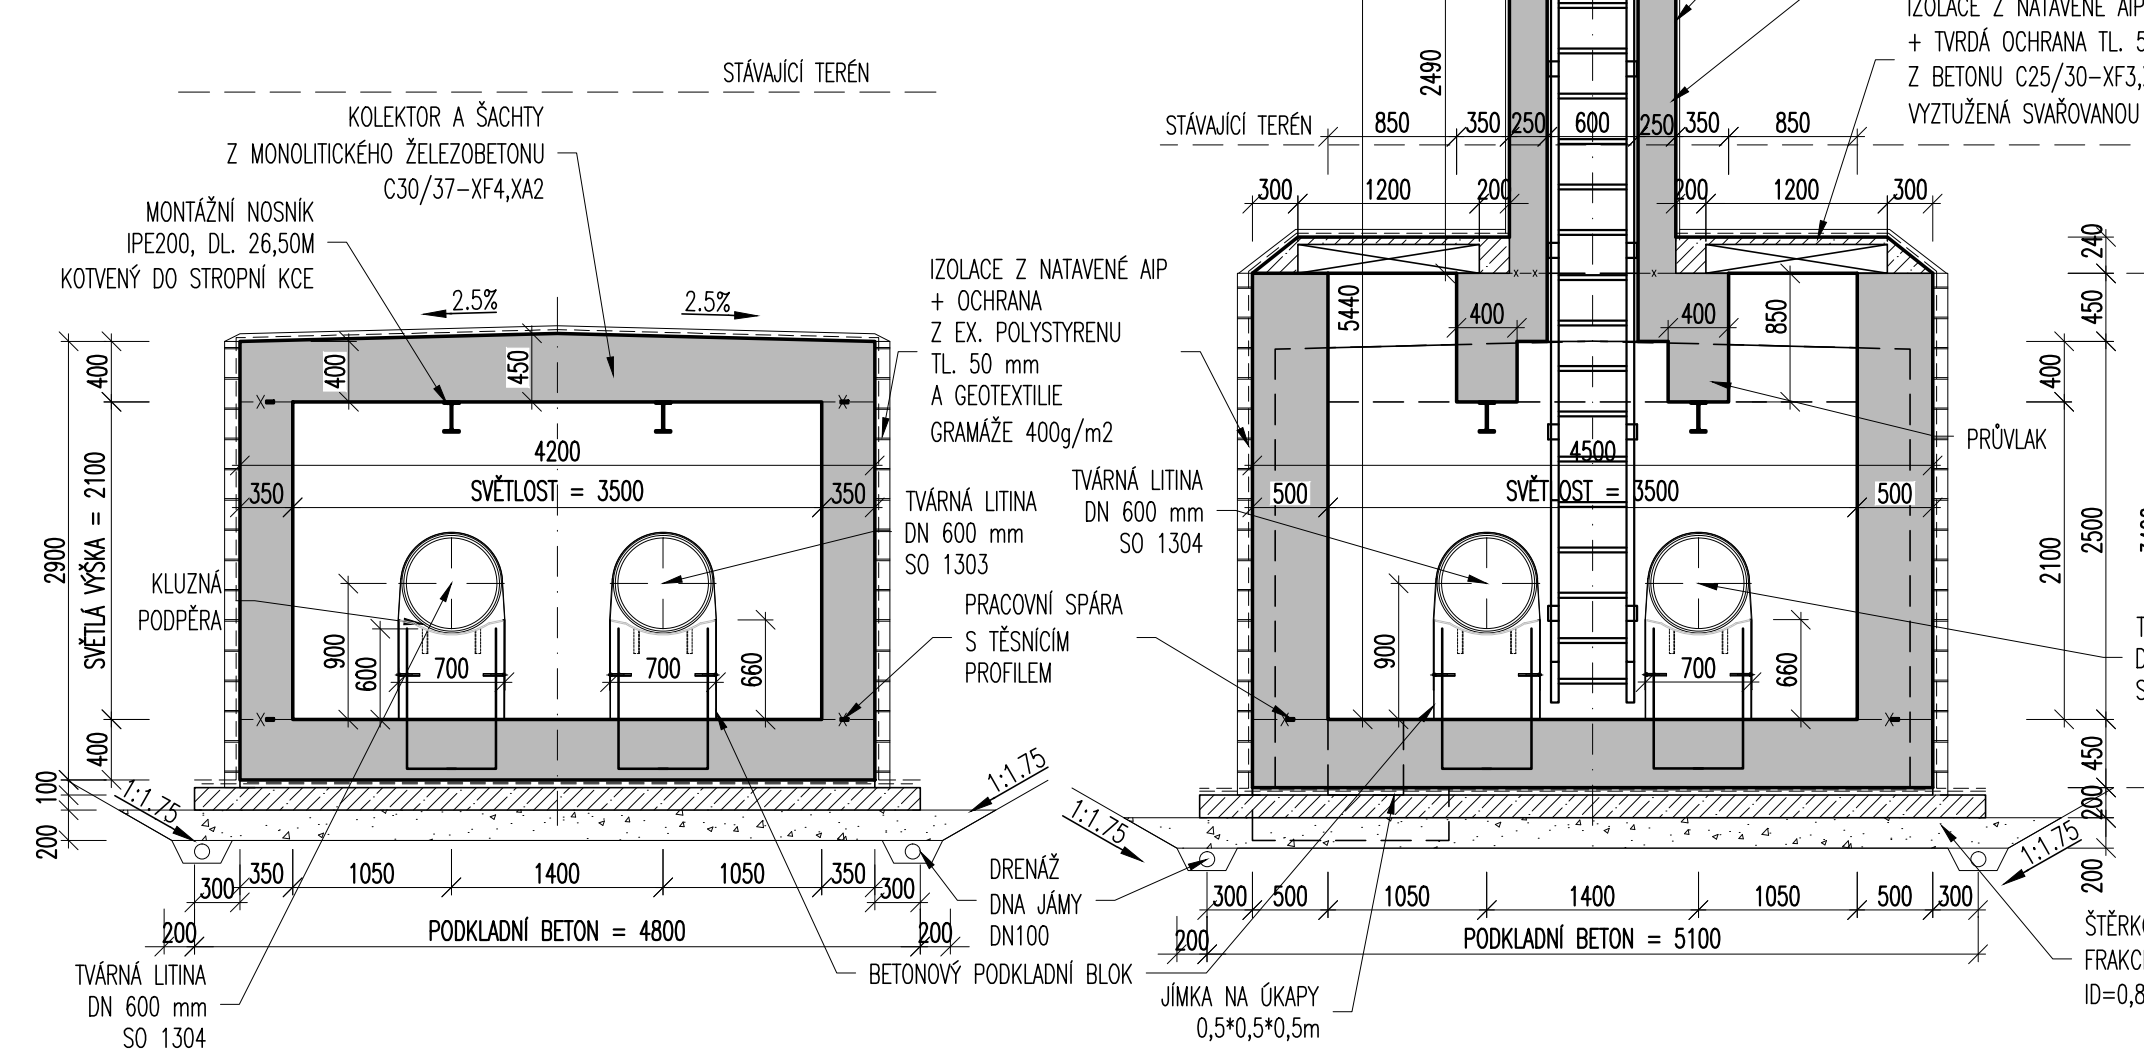 STÁVAJÍCÍ TERÉN
KOLEKTOR A ŠACHTY
Z MONOLITICKÉHO ŽELEZOBETONU
C30/37-XF4,XA2
MONTÁŽNÍ NOSNÍK
IPE200, DL. 26,50M
KOTVENÝ DO STROPNÍ KCE
2.5%
2.5%
400
450
400
2900
SVĚTLÁ VÝŠKA = 2100
400
100
200
4200
350
SVĚTLOST = 3500
350
KLUZNÁ
PODPĚRA
900
600
700
700
660
1:1.75
1:1.75
350
1050
1400
1050
350
300
300
200
PODKLADNÍ BETON = 4800
200
TVÁRNÁ LITINA
DN 600 mm
SO 1304
IZOLACE Z NATAVENÉ AIP
+ OCHRANA
Z EX. POLYSTYRENU
TL. 50 mm
A GEOTEXTILIE
GRAMÁŽE 400g/m2
TVÁRNÁ LITINA
DN 600 mm
SO 1303
PRACOVNÍ SPÁRA
S TĚSNÍCÍM
PROFILEM
DRENÁŽ
DNA JÁMY
DN100
BETONOVÝ PODKLADNÍ BLOK
TVÁRNÁ LITINA
DN 600 mm
SO 1304
JÍMKA NA ÚKAPY
0,5*0,5*0,5m
IZOLACE Z NATAVENÉ AIP
+ TVRDÁ OCHRANA TL. 5
Z BETONU C25/30-XF3,
VYZTUŽENÁ SVAŘOVANOU
STÁVAJÍCÍ TERÉN
2490
850
350
250
600
250
350
850
300
1200
200
200
1200
300
240
450
5440
400
400
850
400
PRŮVLAK
4500
500
SVĚTLOST = 3500
500
2100
2500
900
700
660
450
200
200
1:1.75
1:1.75
300
500
1050
1400
1050
500
300
200
PODKLADNÍ BETON = 5100
T
D
S
ŠTĚRKO
FRAKC
ID=0,8